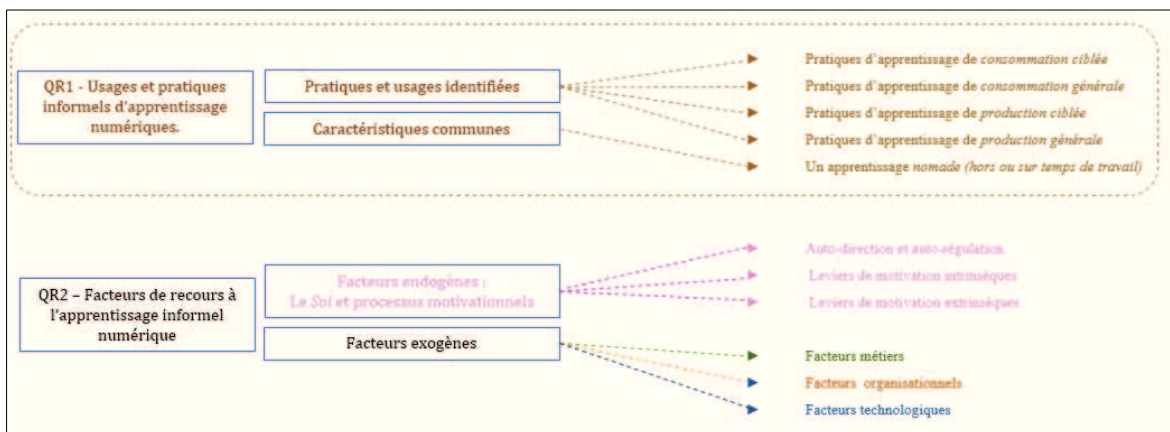 QR1 - Usages et pratiques
informels d'apprentissage
numériques.
Pratiques et usages identifiées
Caractéristiques communes
Pratiques d'apprentissage de consommation ciblée
Pratiques d'apprentissage de consommation générale
Pratiques d'apprentissage de production ciblée
Pratiques d'apprentissage de production générale
Un apprentissage nomade (hors ou sur temps de travail)
QR2 – Facteurs de recours à
l'apprentissage informel
numérique
Facteurs endogènes :
Le Soi et processus motivationnels
Facteurs exogènes
Auto-direction et auto-régulation
Leviers de motivation intrinsèques
Leviers de motivation extrinsèques
Facteurs métiers
Facteurs organisationnels
Facteurs technologiques